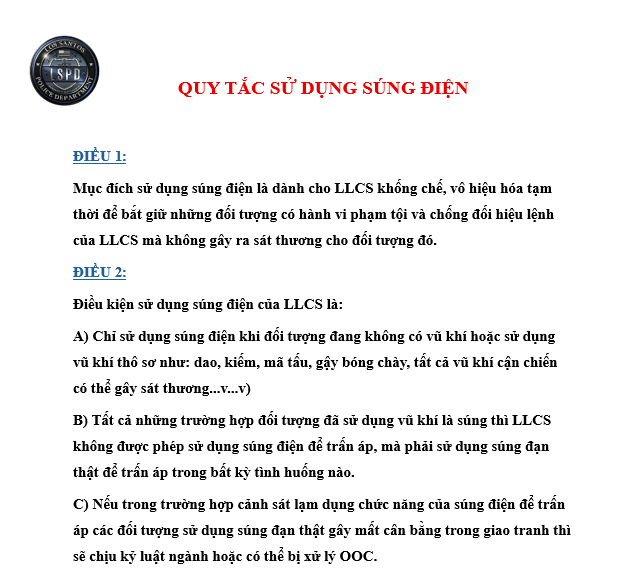 LOS SANTOS
LSPD
POLICE DEPARTMENT
QUY TẮC SỬ DỤNG SÚNG ĐIỆN
ĐIỀU 1:
Mục đích sử dụng súng điện là dành cho LLCS khống chế, vô hiệu hóa tạm
thời để bắt giữ những đối tượng có hành vi phạm tội và chống đối hiệu lệnh
của LLCS mà không gây ra sát thương cho đối tượng đó.
ĐIỀU 2:
Điều kiện sử dụng súng điện của LLCS là:
A) Chỉ sử dụng súng điện khi đối tượng đang không có vũ khí hoặc sử dụng
vũ khí thô sơ như: dao, kiếm, mã tấu, gậy bóng chày, tất cả vũ khí cận chiến
có thể gây sát thương...v...v)
B) Tất cả những trường hợp đối tượng đã sử dụng vũ khí là súng thì LLCS
không được phép sử dụng súng điện để trấn áp, mà phải sử dụng súng đạn
thật để trấn áp trong bất kỳ tình huống nào.
C) Nếu trong trường hợp cảnh sát lạm dụng chức năng của súng điện để trấn
áp các đối tượng sử dụng súng đạn thật gây mất cân bằng trong giao tranh thì
sẽ chịu kỷ luật ngành hoặc có thể bị xử lý OOC.